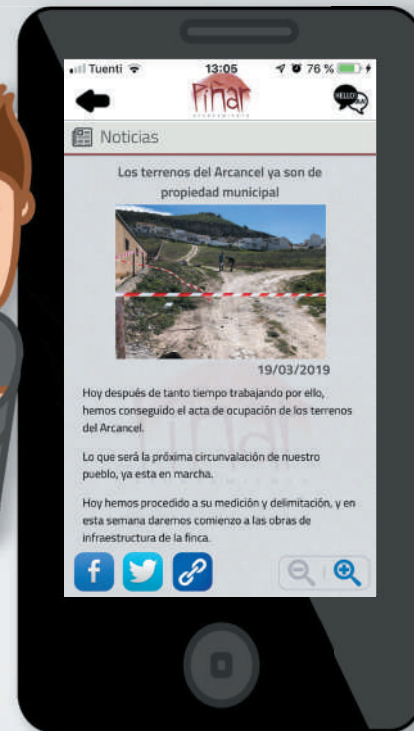 Tuenti 13:05 76 %
Piñar
AYUNTAMIENTO
HELLO!
Noticias
Los terrenos del Arcancel ya son de
propiedad municipal
19/03/2019
Hoy después de tanto tiempo trabajando por ello,
hemos conseguido el acta de ocupación de los terrenos
del Arcancel.
Lo que será la próxima circunvalación de nuestro
pueblo, ya esta en marcha.
Hoy hemos procedido a su medición y delimitación, y en
esta semana daremos comienzo a las obras de
infraestructura de la finca.